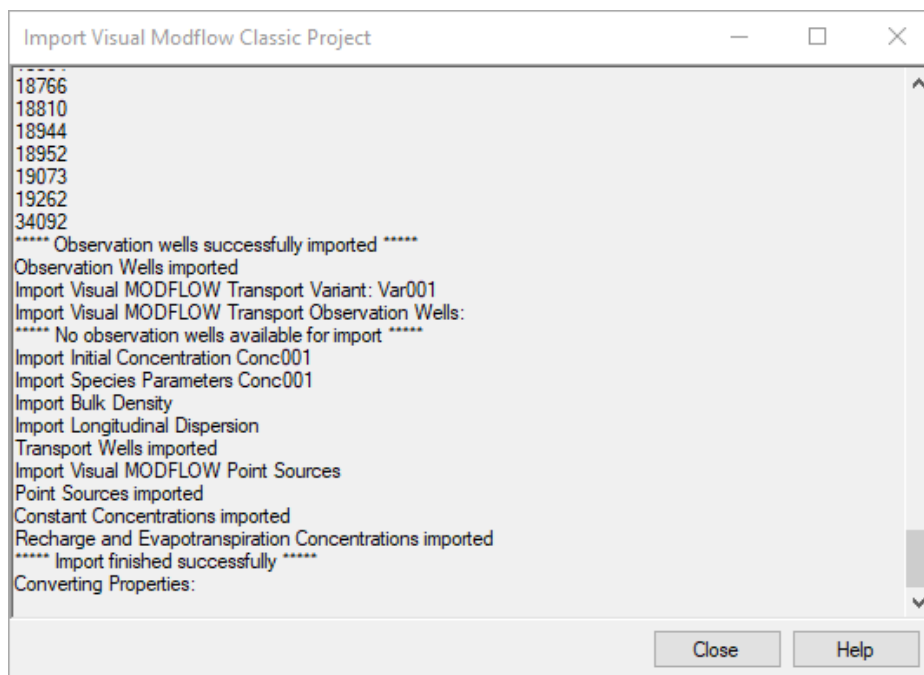 Import Visual Modflow Classic Project
18766
18810
18944
18952
19073
19262
34092
***** Observation wells successfully imported *****
Observation Wells imported
Import Visual MODFLOW Transport Variant: Var001
Import Visual MODFLOW Transport Observation Wells:
***** No observation wells available for import *****
Import Initial Concentration Conc001
Import Species Parameters Conc001
Import Bulk Density
Import Longitudinal Dispersion
Transport Wells imported
Import Visual MODFLOW Point Sources
Point Sources imported
Constant Concentrations imported
Recharge and Evapotranspiration Concentrations imported
***** Import finished successfully *****
Converting Properties:
Close Help